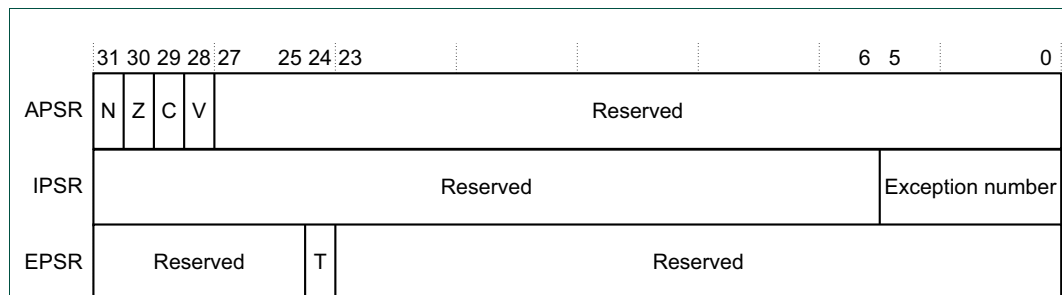 31 30 29 28 27 25 24 23 6 5 0
APSR N Z C V Reserved
IPSR Reserved Exception number
EPSR Reserved T Reserved